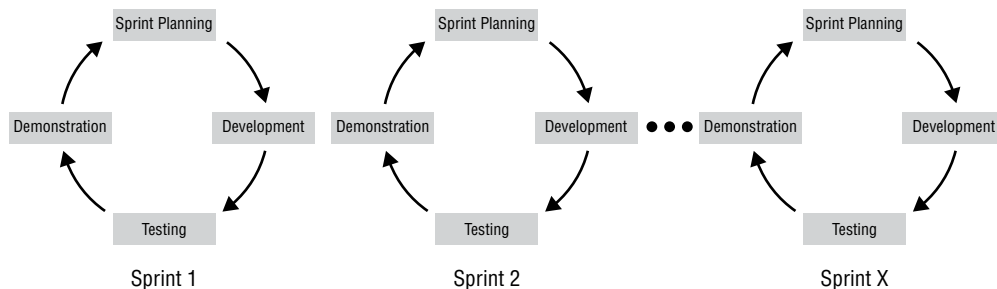 Sprint Planning
Sprint Planning
Sprint Planning
Demonstration
Development
Demonstration
Development
Demonstration
Development
Testing
Testing
Testing
Sprint 1
Sprint 2
Sprint X